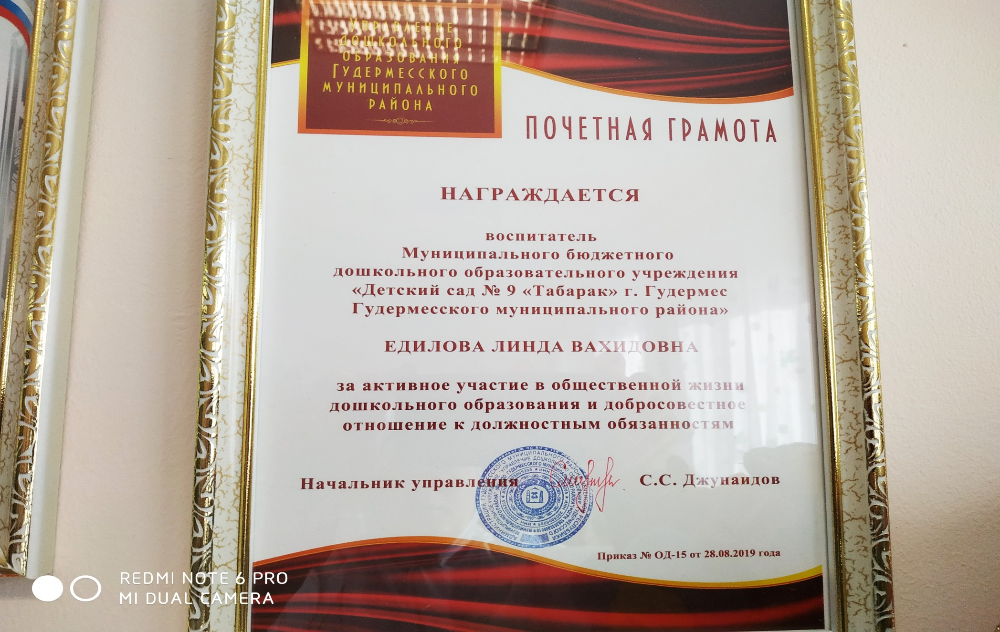 УПРАВЛЕНИЕ
ДОШКОЛЬНОГО
ОБРАЗОВАНИЯ
ГУДЕРМЕССКОГО
МУНИЦИПАЛЬНОГО
РАЙОНА
ПОЧЕТНАЯ ГРАМОТА
НАГРАЖДАЕТСЯ
воспитатель
Муниципального бюджетного
дошкольного образовательного учреждения
«Детский сад № 9 «Табарак» г. Гудермес
Гудермесского муниципального района»
ЕДИЛОВА ЛИНДА ВАХИДОВНА
за активное участие в общественной жизни
дошкольного образования и добросовестное
отношение к должностным обязанностям
Начальник управления С.С. Джунаидов
Приказ № ОД-15 от 28.08.2019 года
REDMI NOTE 6 PRO
MI DUAL CAMERA